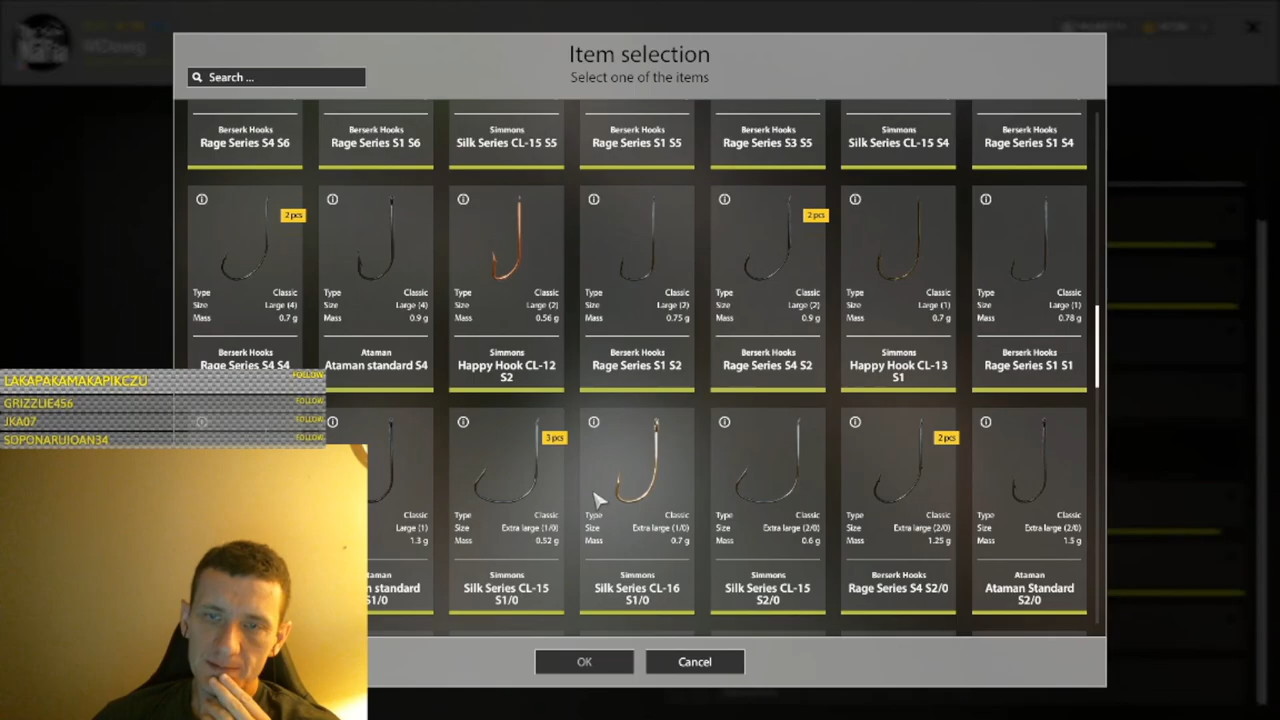 Item selection
Select one of the items
Search ...
Berserk Hooks
Rage Series S4 S6
Berserk Hooks
Rage Series S1 S6
Simmons
Silk Series CL-15 S5
Berserk Hooks
Rage Series S1 S5
Berserk Hooks
Rage Series S3 S5
Simmons
Silk Series CL-15 S4
Berserk Hooks
Rage Series S1 S4
2 pcs
Type Classic
Size Large (4)
Mass 0.7 g
Berserk Hooks
Rage Series S4 S4
Type Classic
Size Large (4)
Mass 0.9 g
Ataman
Ataman standard S4
Type Classic
Size Large (2)
Mass 0.56 g
Simmons
Happy Hook CL-12
S2
Type Classic
Size Large (2)
Mass 0.75 g
Berserk Hooks
Rage Series S1 S2
2 pcs
Type Classic
Size Large (2)
Mass 0.9 g
Berserk Hooks
Rage Series S4 S2
Type Classic
Size Large (1)
Mass 0.7 g
Simmons
Happy Hook CL-13
S1
Type Classic
Size Large (1)
Mass 0.78 g
Berserk Hooks
Rage Series S1 S1
LAKAPAKAMAKAPIKCZU FOLLOW
GRIZZLIE456 FOLLOW
JKA07 FOLLOW
SOPONARUIOAN34 FOLLOW
Classic
Large (1)
1.3 g
standard
S1/0
3 pcs
Type Classic
Size Extra large (1/0)
Mass 0.52 g
Simmons
Silk Series CL-15
S1/0
Type Classic
Size Extra large (1/0)
Mass 0.7 g
Simmons
Silk Series CL-16
S1/0
Type Classic
Size Extra large (2/0)
Mass 0.6 g
Simmons
Silk Series CL-15
S2/0
2 pcs
Type Classic
Size Extra large (2/0)
Mass 1.25 g
Berserk Hooks
Rage Series S4 S2/0
Type Classic
Size Extra large (2/0)
Mass 1.5 g
Ataman
Ataman Standard
S2/0
OK
Cancel